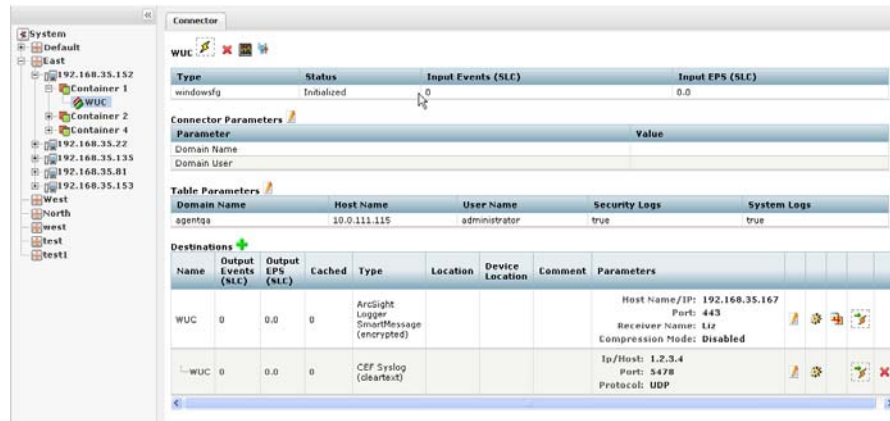 System
Default
East
192.168.35.152
Container 1
WUC
Container 2
Container 4
192.168.35.22
192.168.35.135
192.168.35.81
192.168.35.153
West
North
west
test
test1
Connector
WUC
Type Status Input Events (SLC) Input EPS (SLC)
windowsfg Initialized 0 0.0
Connector Parameters
Parameter Value
Domain Name
Domain User
Table Parameters
Domain Name Host Name User Name Security Logs System Logs
agentqa 10.0.111.115 administrator true true
Destinations
Name Output Events (SLC) Output EPS (SLC) Cached Type Location Device Location Comment Parameters
WUC 0 0.0 0 ArcSight Logger SmartMessage (encrypted)
Host Name/IP: 192.168.35.167
Port: 443
Receiver Name: Liz
Compression Mode: Disabled
WUC 0 0.0 0 CEF Syslog (cleartext)
Ip/Host: 1.2.3.4
Port: 5478
Protocol: UDP